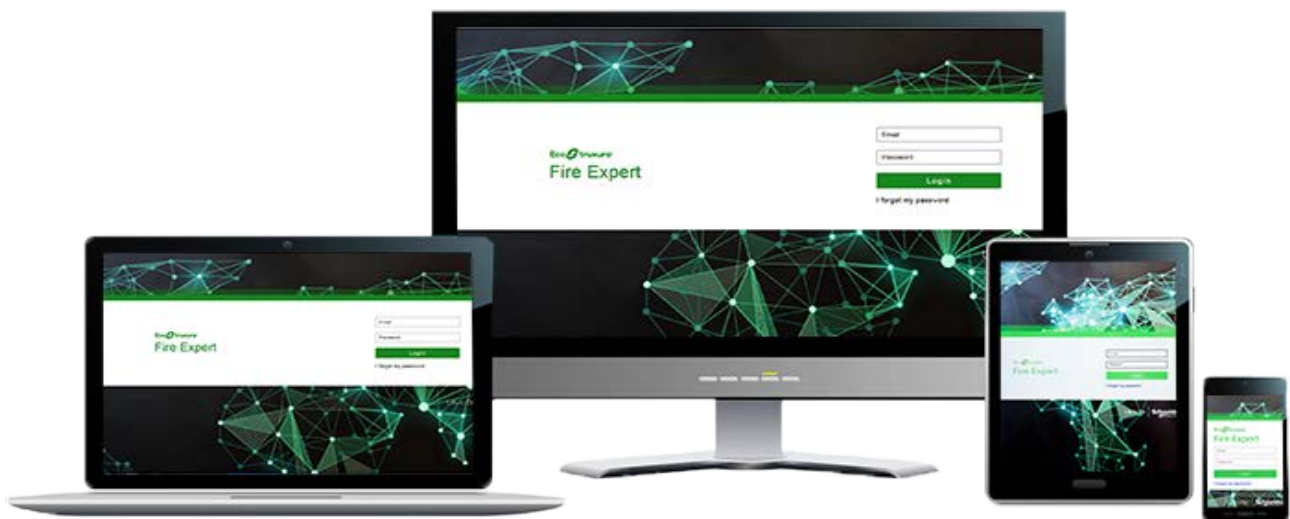 EcoStruxure
Fire Expert
Email
Password
Login
I forgot my password
EcoStruxure
Fire Expert
Email
Password
Login
I forgot my password
Fire Expert
Fire Expert